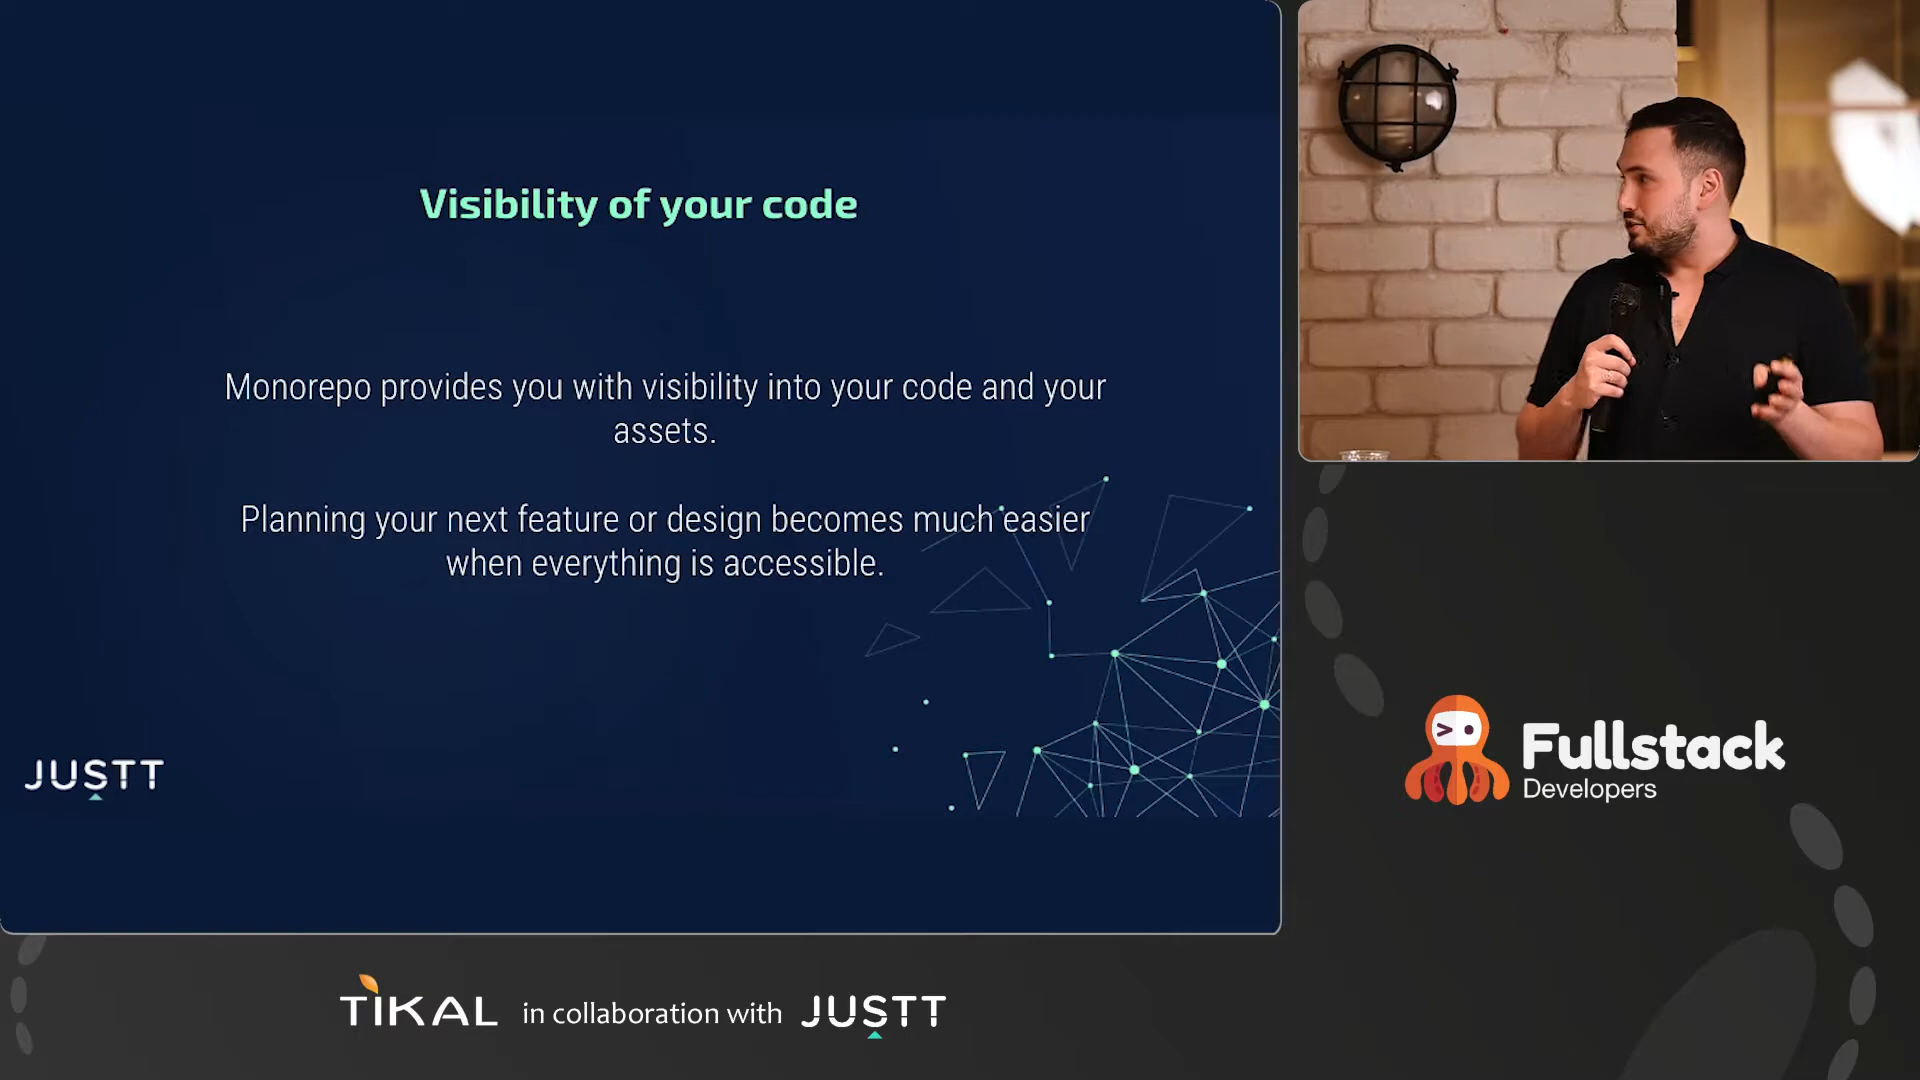 Visibility of your code
Monorepo provides you with visibility into your code and your
assets.
Planning your next feature or design becomes much easier
when everything is accessible.
JUSTT
Fullstack
Developers
TIKAL in collaboration with JUSTT